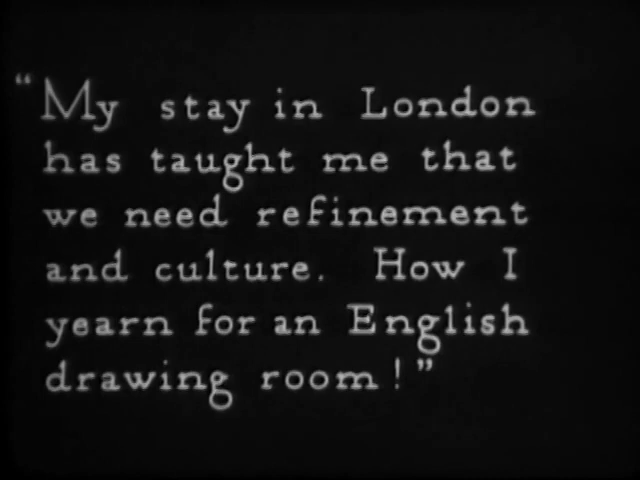 "My stay in London
has taught me that
we need refinement
and culture. How I
yearn for an English
drawing room!"